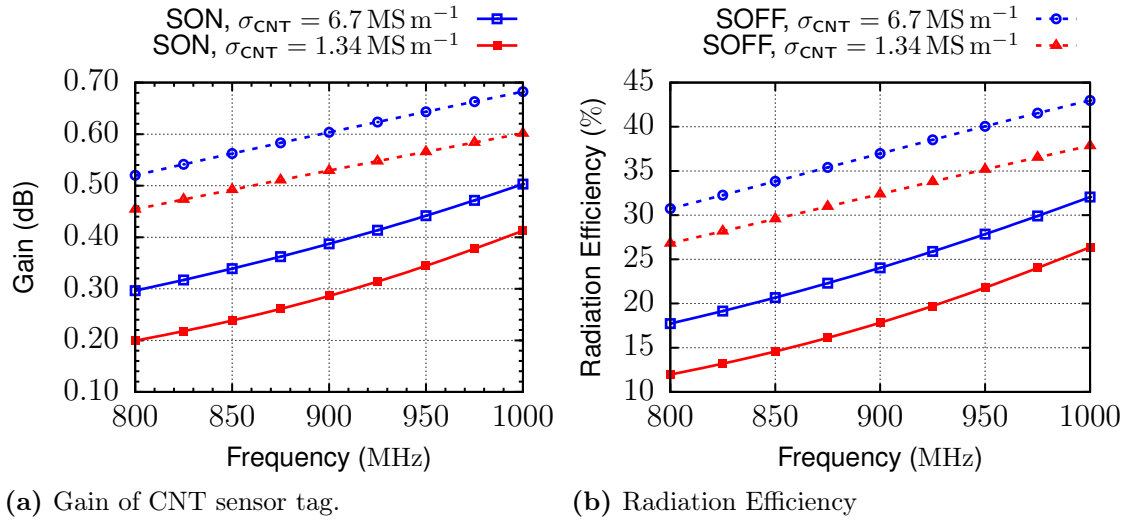 SON, σCNT = 6.7 MS m−1
SON, σCNT = 1.34 MS m−1
SOFF, σCNT = 6.7 MS m−1
SOFF, σCNT = 1.34 MS m−1
0.70
0.60
0.50
0.40
0.30
0.20
0.10
Gain (dB)
800 850 900 950 1000
Frequency (MHz)
45
40
35
30
25
20
15
10
Radiation Efficiency (%)
800 850 900 950 1000
Frequency (MHz)
(a) Gain of CNT sensor tag.
(b) Radiation Efficiency